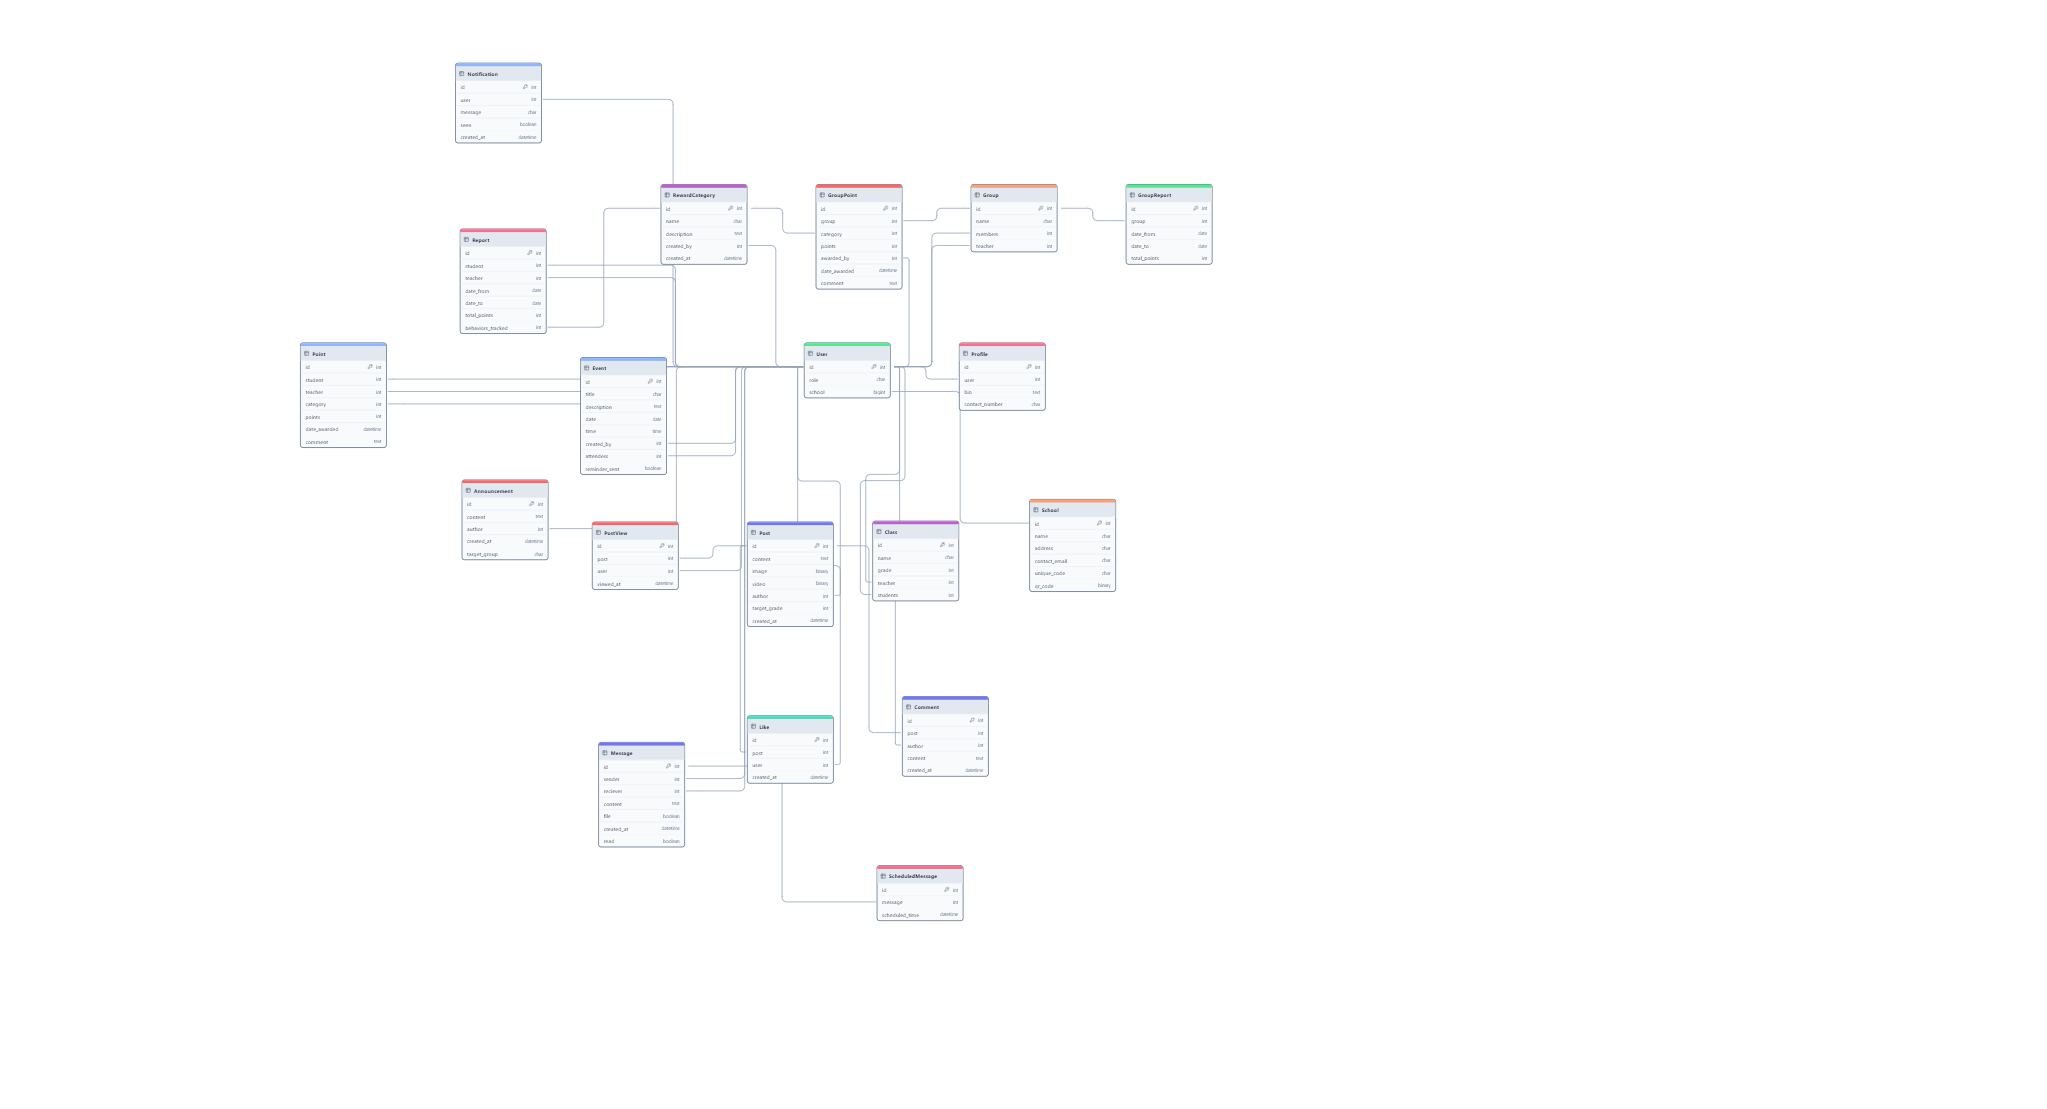 Notification
id int
user int
message char
seen boolean
created_at datetime
RewardCategory
id int
name char
description text
created_by int
created_at datetime
GroupPoint
id int
group int
category int
points int
awarded_by int
date_awarded datetime
comment text
Group
id int
name char
members int
teacher int
GroupReport
id int
group int
date_from date
date_to date
total_points int
Report
id int
student int
teacher int
date_from date
date_to date
total_points int
behaviors_tracked int
Point
id int
student int
teacher int
category int
points int
date_awarded datetime
comment text
Event
id int
title char
description text
date date
time time
created_by int
attendees int
reminder_sent boolean
User
id int
role char
school bigint
Profile
id int
user int
bio text
contact_number char
Announcement
id int
content text
author int
created_at datetime
target_group char
PostView
id int
post int
user int
viewed_at datetime
Post
id int
content text
image binary
video binary
author int
target_grade int
created_at datetime
Class
id int
name char
grade int
teacher int
students int
School
id int
name char
address char
contact_email char
unique_code char
qr_code binary
Message
id int
sender int
reciever int
content text
file boolean
created_at datetime
read boolean
Like
id int
post int
user int
created_at datetime
Comment
id int
post int
author int
content text
created_at datetime
ScheduledMessage
id int
message int
scheduled_time datetime